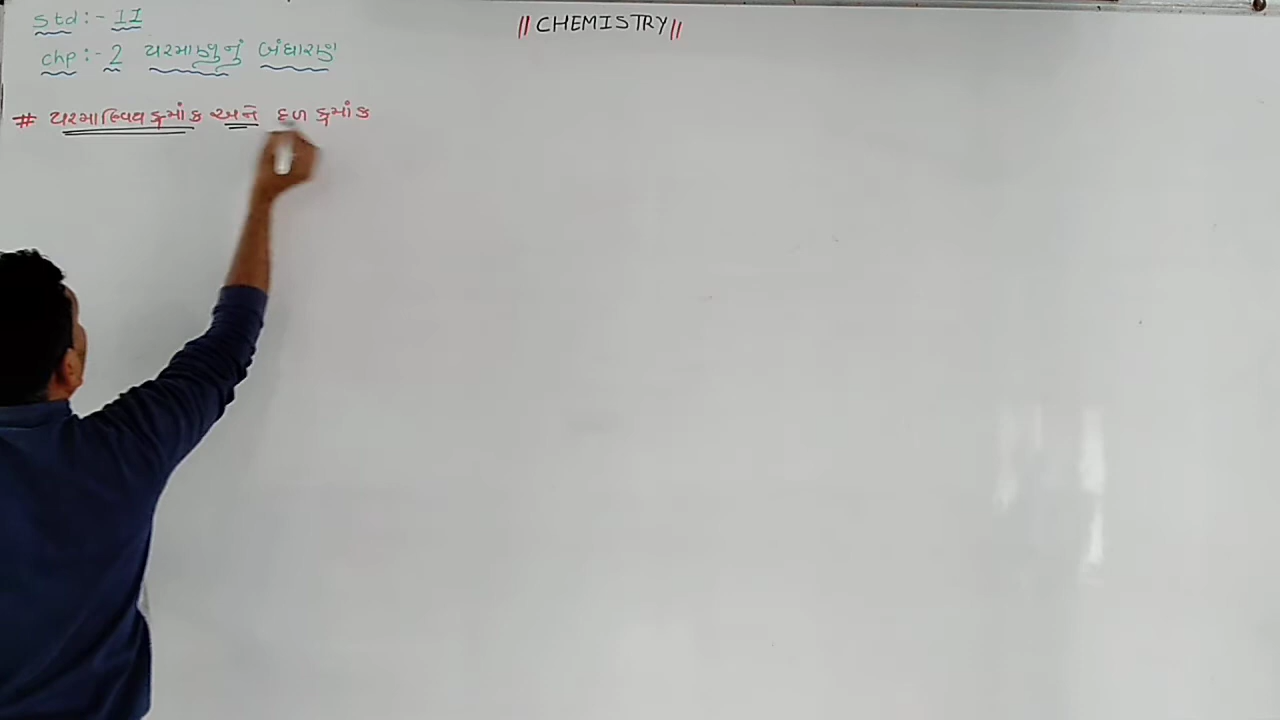 std:- 11
|| CHEMISTRY ||
chp:- 2 પરમાણુનું બંધારણ
# પરમાણ્વિય ક્રમાંક અને દળ ક્રમાંક